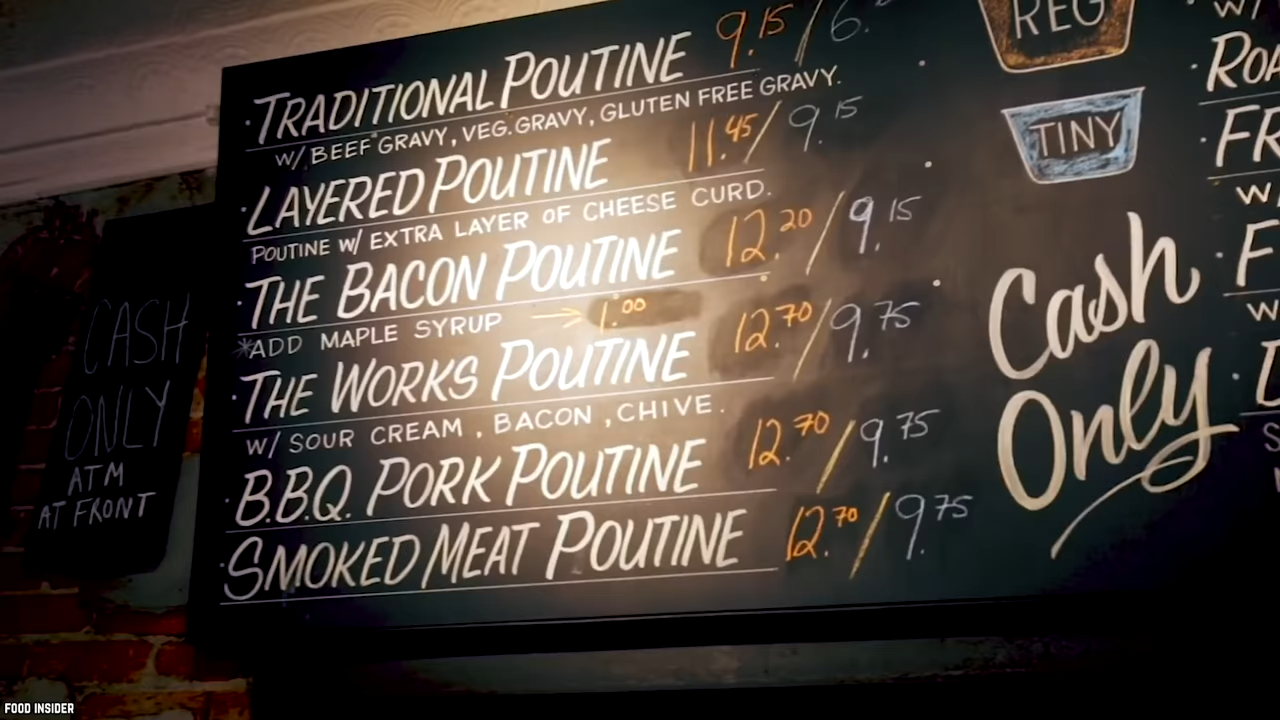 TRADITIONAL POUTINE 9.15/6.
W/ BEEF GRAVY, VEG. GRAVY, GLUTEN FREE GRAVY.
LAYERED POUTINE 11.45/9.15
POUTINE W/ EXTRA LAYER OF CHEESE CURD.
THE BACON POUTINE 12.20/9.15
*ADD MAPLE SYRUP → 1.00
THE WORKS POUTINE 12.70/9.75
W/ SOUR CREAM, BACON, CHIVE.
B.B.Q. PORK POUTINE 12.70/9.75
SMOKED MEAT POUTINE 12.70/9.75
REG
TINY
Cash
Only
W/
W/
CASH
ONLY
ATM
AT FRONT
FOOD INSIDER